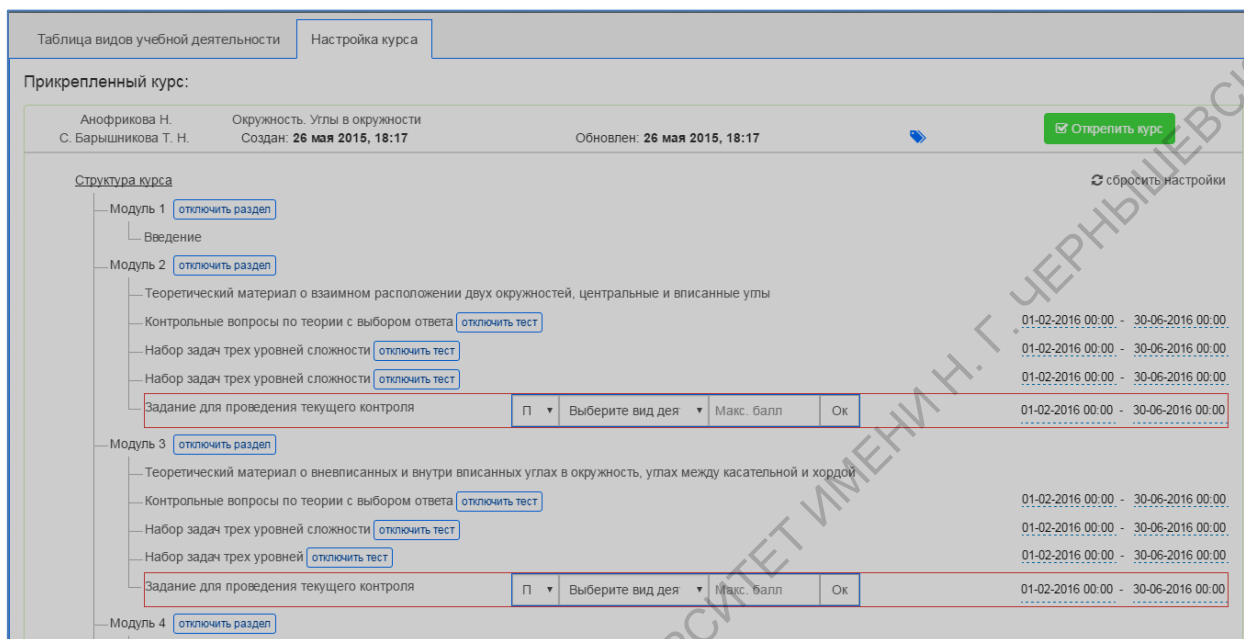 Таблица видов учебной деятельности Настройка курса
Прикрепленный курс:
Анофрикова Н. Окружность. Углы в окружности
С. Барышникова Т. Н. Создан: 26 мая 2015, 18:17 Обновлен: 26 мая 2015, 18:17 Открепить курс
Структура курса сбросить настройки
Модуль 1 отключить раздел
Введение
Модуль 2 отключить раздел
Теоретический материал о взаимном расположении двух окружностей, центральные и вписанные углы
Контрольные вопросы по теории с выбором ответа отключить тест 01-02-2016 00:00 - 30-06-2016 00:00
Набор задач трех уровней сложности отключить тест 01-02-2016 00:00 - 30-06-2016 00:00
Набор задач трех уровней сложности отключить тест 01-02-2016 00:00 - 30-06-2016 00:00
Задание для проведения текущего контроля П Выберите вид дея Макс. балл Ок 01-02-2016 00:00 - 30-06-2016 00:00
Модуль 3 отключить раздел
Теоретический материал о вневписанных и внутри вписанных углах в окружность, углах между касательной и хордой
Контрольные вопросы по теории с выбором ответа отключить тест 01-02-2016 00:00 - 30-06-2016 00:00
Набор задач трех уровней сложности отключить тест 01-02-2016 00:00 - 30-06-2016 00:00
Набор задач трех уровней отключить тест 01-02-2016 00:00 - 30-06-2016 00:00
Задание для проведения текущего контроля П Выберите вид дея Макс. балл Ок 01-02-2016 00:00 - 30-06-2016 00:00
Модуль 4 отключить раздел
ИМЕНИ Н. Г.